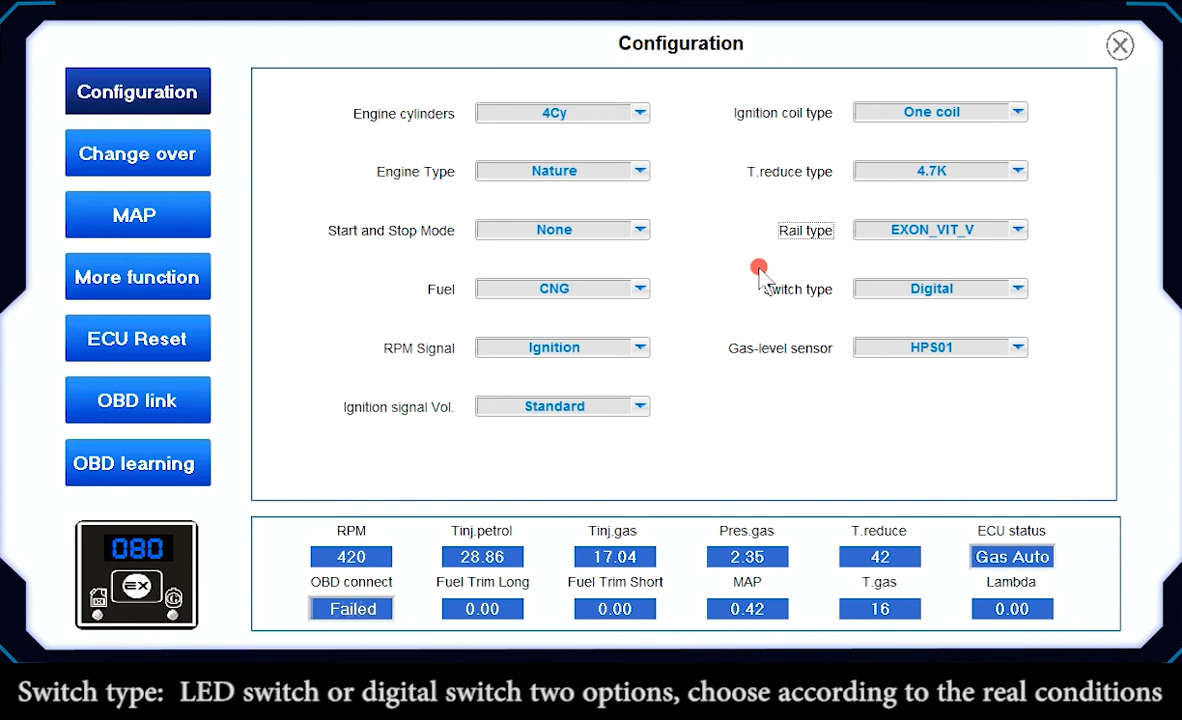 Configuration
Configuration
Change over
MAP
More function
ECU Reset
OBD link
OBD learning
Engine cylinders 4Cy
Ignition coil type One coil
Engine Type Nature
T.reduce type 4.7K
Start and Stop Mode None
Rail type EXON_VIT_V
Fuel CNG
Switch type Digital
RPM Signal Ignition
Gas-level sensor HPS01
Ignition signal Vol. Standard
080
EX
RPM Tinj.petrol Tinj.gas Pres.gas T.reduce ECU status
420 28.86 17.04 2.35 42 Gas Auto
OBD connect Fuel Trim Long Fuel Trim Short MAP T.gas Lambda
Failed 0.00 0.00 0.42 16 0.00
Switch type: LED switch or digital switch two options, choose according to the real conditions